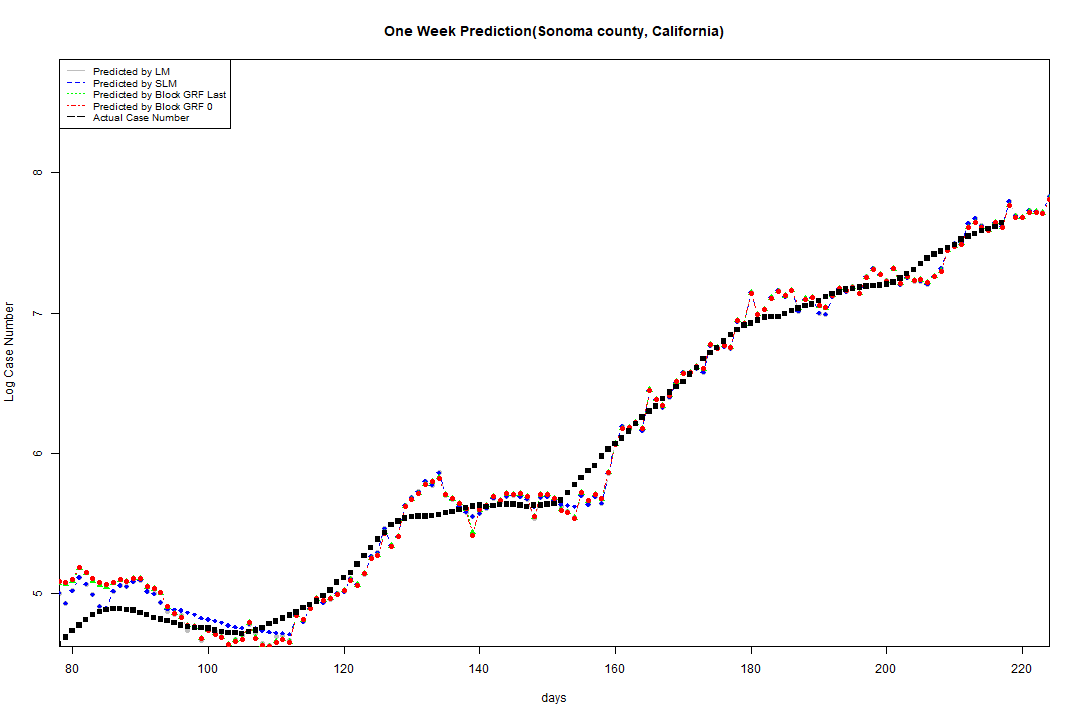 One Week Prediction(Sonoma county, California)
Predicted by LM
Predicted by SLM
Predicted by Block GRF Last
Predicted by Block GRF 0
Actual Case Number
Log Case Number
8
7
6
5
80 100 120 140 160 180 200 220
days